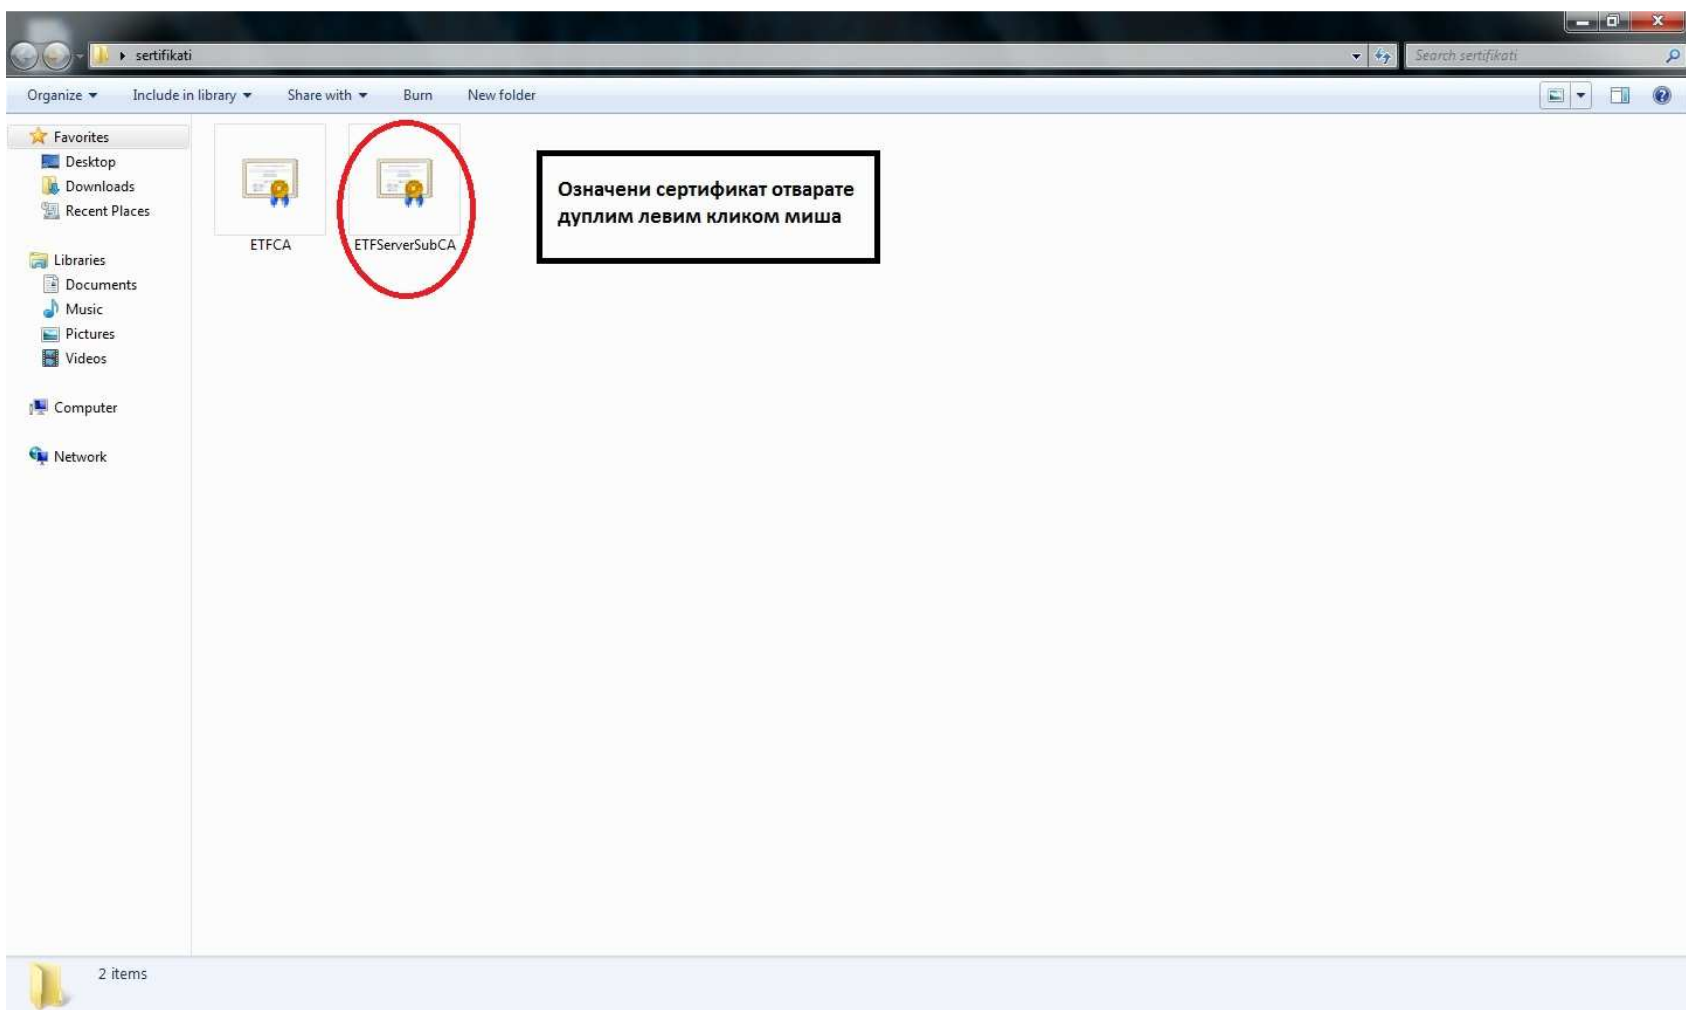 sertifikati
Search sertifikati
Organize
Include in library
Share with
Burn
New folder
Favorites
Desktop
Downloads
Recent Places
Libraries
Documents
Music
Pictures
Videos
Computer
Network
ETFCA
ETFServerSubCA
Означени сертификат отварате
дуплим левим кликом миша
2 items